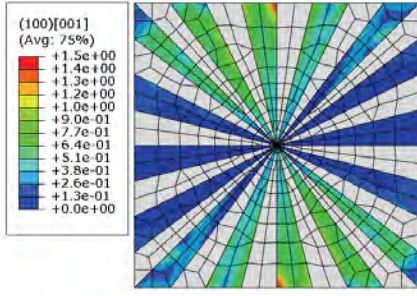 (100)[001]
(Avg: 75%)
+1.5e+00
+1.4e+00
+1.3e+00
+1.2e+00
+1.0e+00
+9.0e-01
+7.7e-01
+6.4e-01
+5.1e-01
+3.8e-01
+2.6e-01
+1.3e-01
+0.0e+00